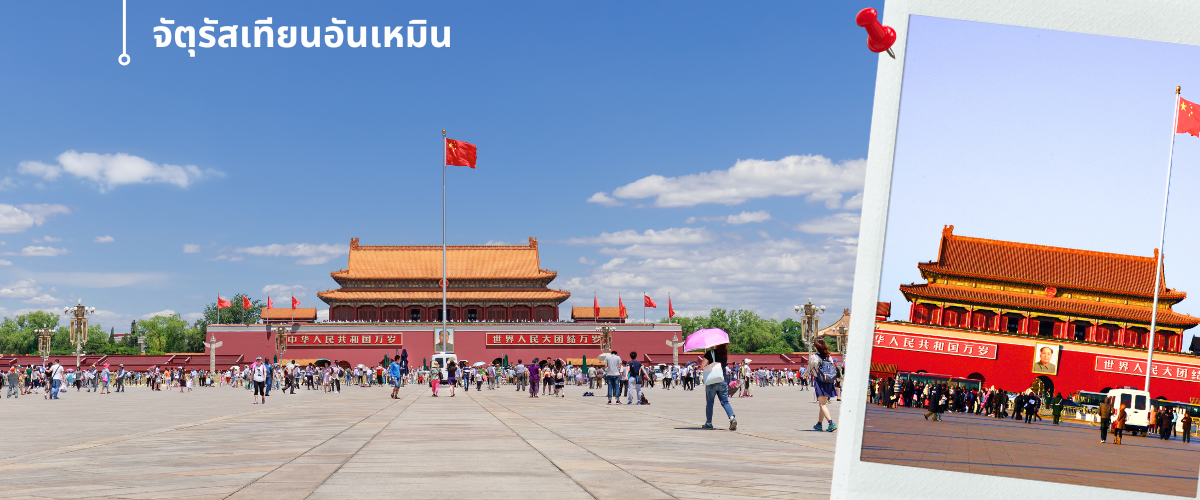 จัตุรัสเทียนอันเหมิน
中华人民共和国万岁
世界人民大团结万岁
华人民共和国万岁
世界人民大团结